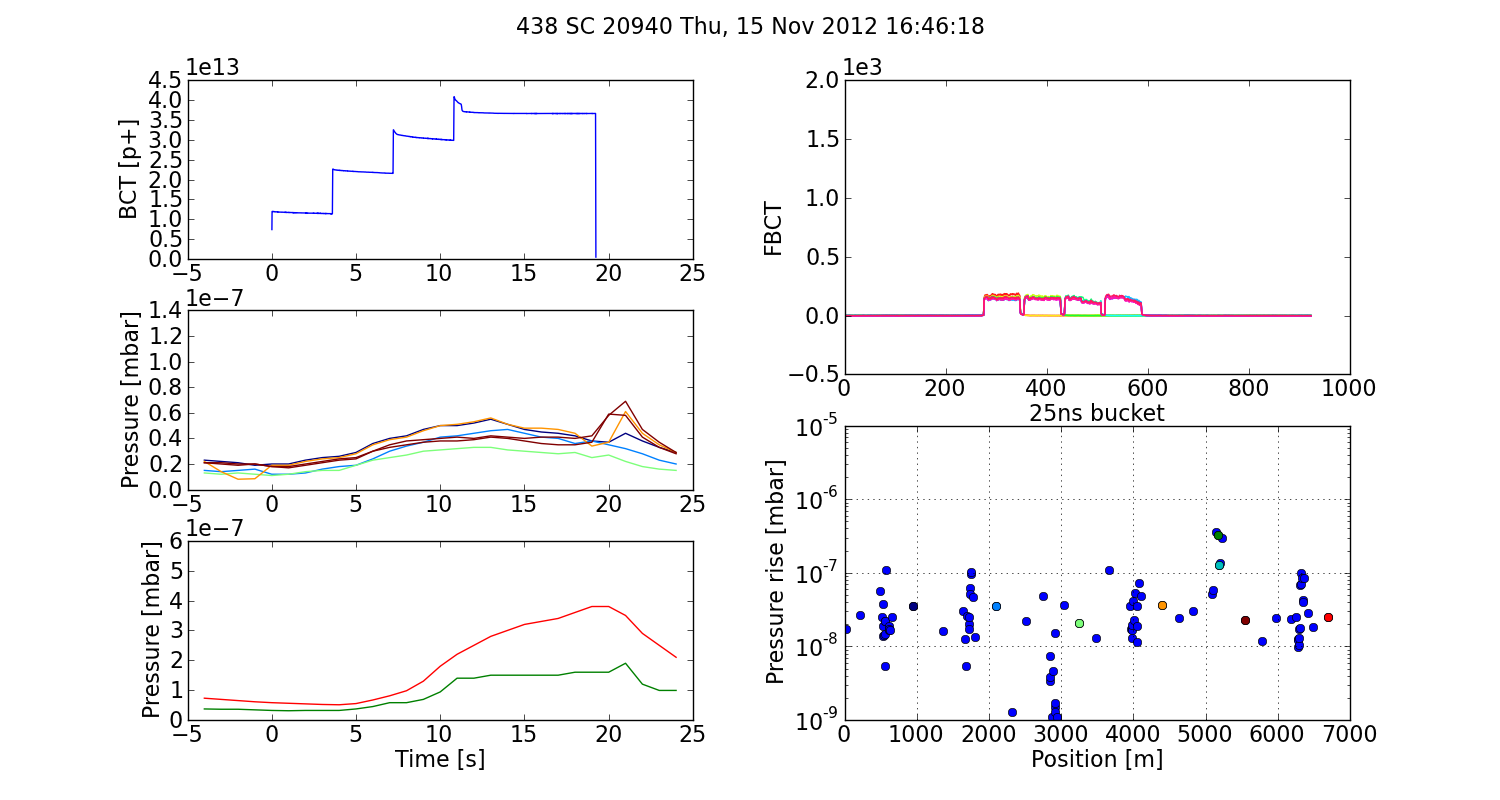 438 SC 20940 Thu, 15 Nov 2012 16:46:18
1e13
4.5
4.0
3.5
3.0
2.5
2.0
1.5
1.0
0.5
0.0
BCT [p+]
−5 0 5 10 15 20 25
1e−7
1.4
1.2
1.0
0.8
0.6
0.4
0.2
0.0
Pressure [mbar]
−5 0 5 10 15 20 25
1e−7
6
5
4
3
2
1
0
Pressure [mbar]
−5 0 5 10 15 20 25
Time [s]
1e3
2.0
1.5
1.0
0.5
0.0
−0.5
FBCT
0 200 400 600 800 1000
25ns bucket
10-5
10-6
10-7
10-8
10-9
Pressure rise [mbar]
0 1000 2000 3000 4000 5000 6000 7000
Position [m]